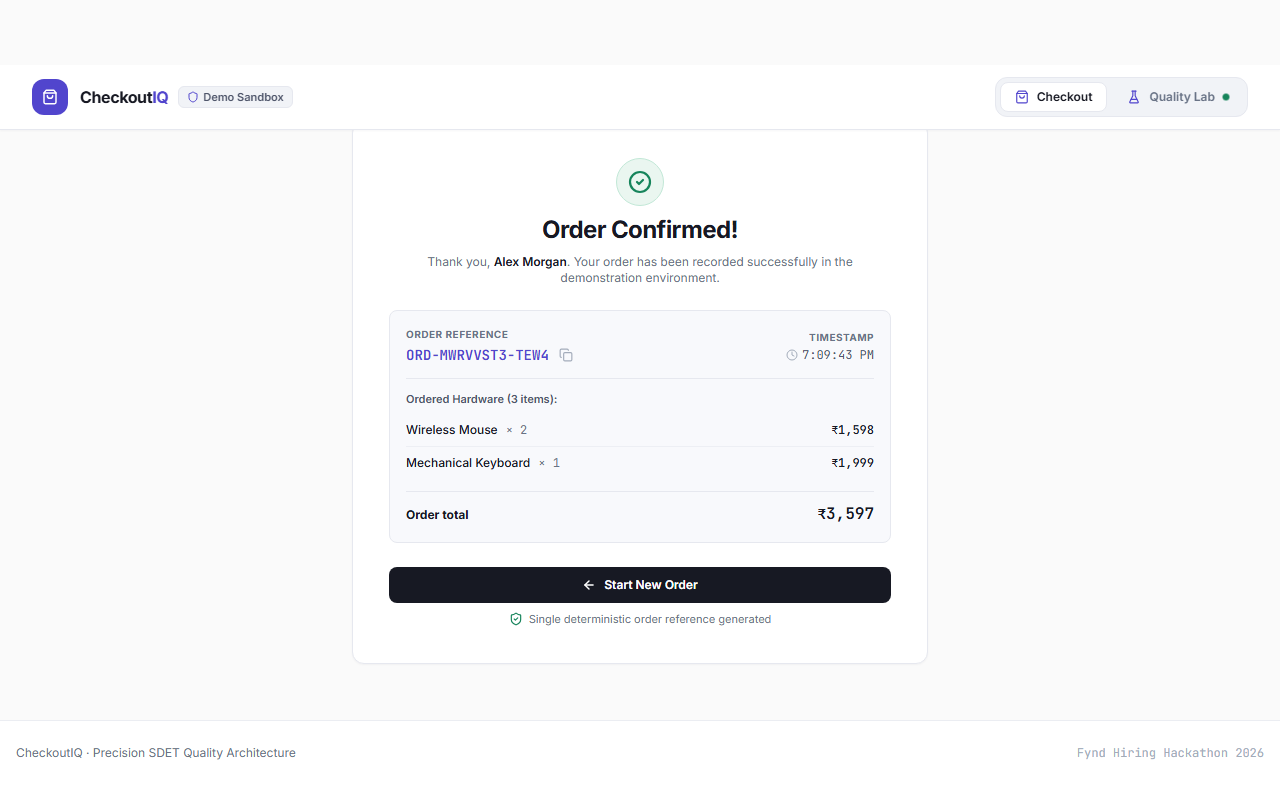 CheckoutIQ
Demo Sandbox
Checkout
Quality Lab
Order Confirmed!
Thank you, Alex Morgan. Your order has been recorded successfully in the
demonstration environment.
ORDER REFERENCE
TIMESTAMP
ORD-MWRVVST3-TEW4
7:09:43 PM
Ordered Hardware (3 items):
Wireless Mouse × 2 ₹1,598
Mechanical Keyboard × 1 ₹1,999
Order total ₹3,597
Start New Order
Single deterministic order reference generated
CheckoutIQ · Precision SDET Quality Architecture
Fynd Hiring Hackathon 2026